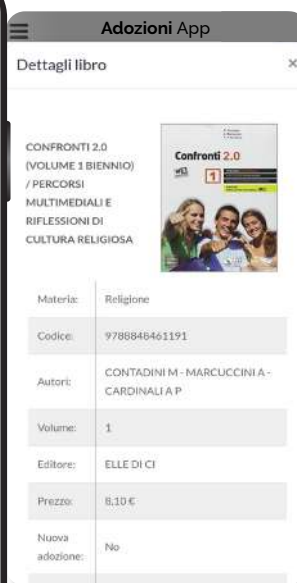 Adozioni App
Dettagli libro ×
CONFRONTI 2.0
(VOLUME 1 BIENNIO)
/ PERCORSI
MULTIMEDIALI E
RIFLESSIONI DI
CULTURA RELIGIOSA
Confronti 2.0
1
Materia: Religione
Codice: 9788846461191
Autori: CONTADINI M - MARCUCCINI A -
CARDINALI A P
Volume: 1
Editore: ELLE DI CI
Prezzo: 8,10 €
Nuova
adozione: No